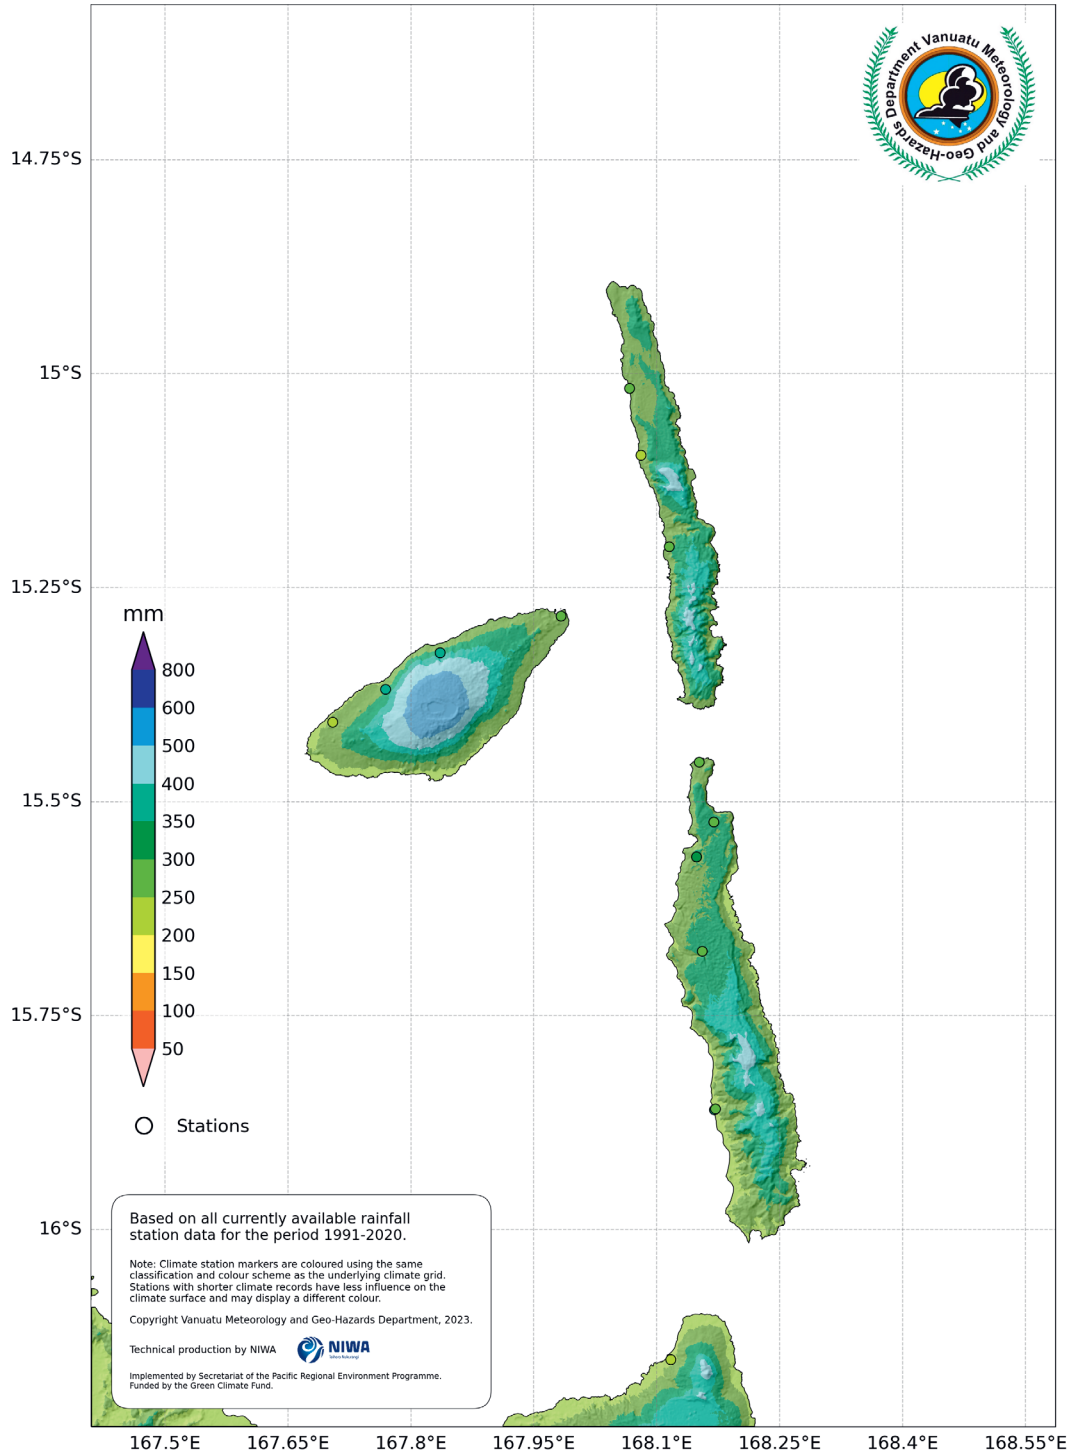 Vanuatu Meteorology and Geo-Hazards Department
14.75°S
15°S
15.25°S
15.5°S
15.75°S
16°S
mm
800
600
500
400
350
300
250
200
150
100
50
Stations
Based on all currently available rainfall
station data for the period 1991-2020.
Note: Climate station markers are coloured using the same
classification and colour scheme as the underlying climate grid.
Stations with shorter climate records have less influence on the
climate surface and may display a different colour.
Copyright Vanuatu Meteorology and Geo-Hazards Department, 2023.
Technical production by NIWA
NIWA
Taihoro Nukurangi
Implemented by Secretariat of the Pacific Regional Environment Programme.
Funded by the Green Climate Fund.
167.5°E 167.65°E 167.8°E 167.95°E 168.1°E 168.25°E 168.4°E 168.55°E